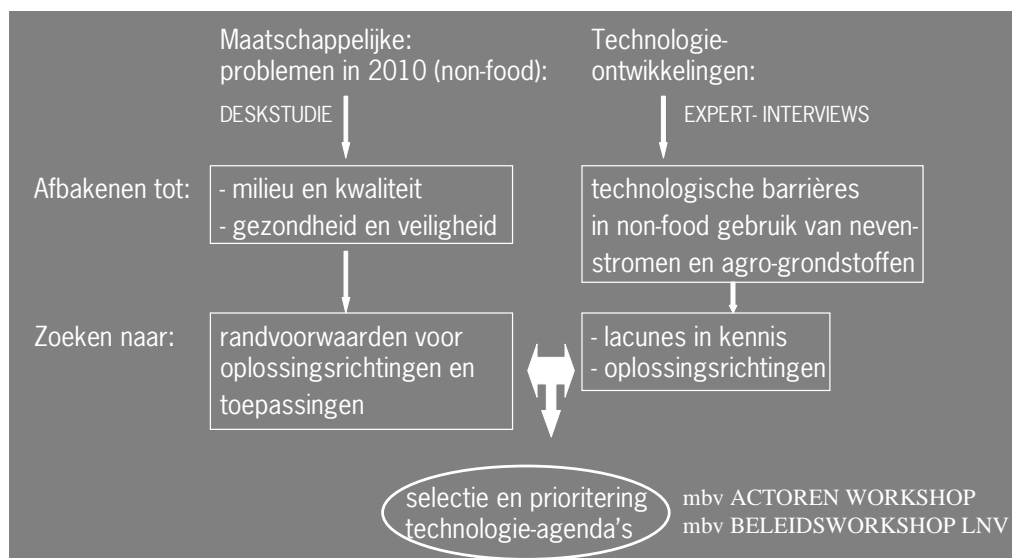 Maatschappelijke:
problemen in 2010 (non-food):
Technologie-
ontwikkelingen:
DESKSTUDIE
EXPERT- INTERVIEWS
Afbakenen tot:
- milieu en kwaliteit
- gezondheid en veiligheid
technologische barrières
in non-food gebruik van neven-
stromen en agro-grondstoffen
Zoeken naar:
randvoorwaarden voor
oplossingsrichtingen en
toepassingen
- lacunes in kennis
- oplossingsrichtingen
selectie en prioritering
technologie-agenda's
mbv ACTOREN WORKSHOP
mbv BELEIDSWORKSHOP LNV